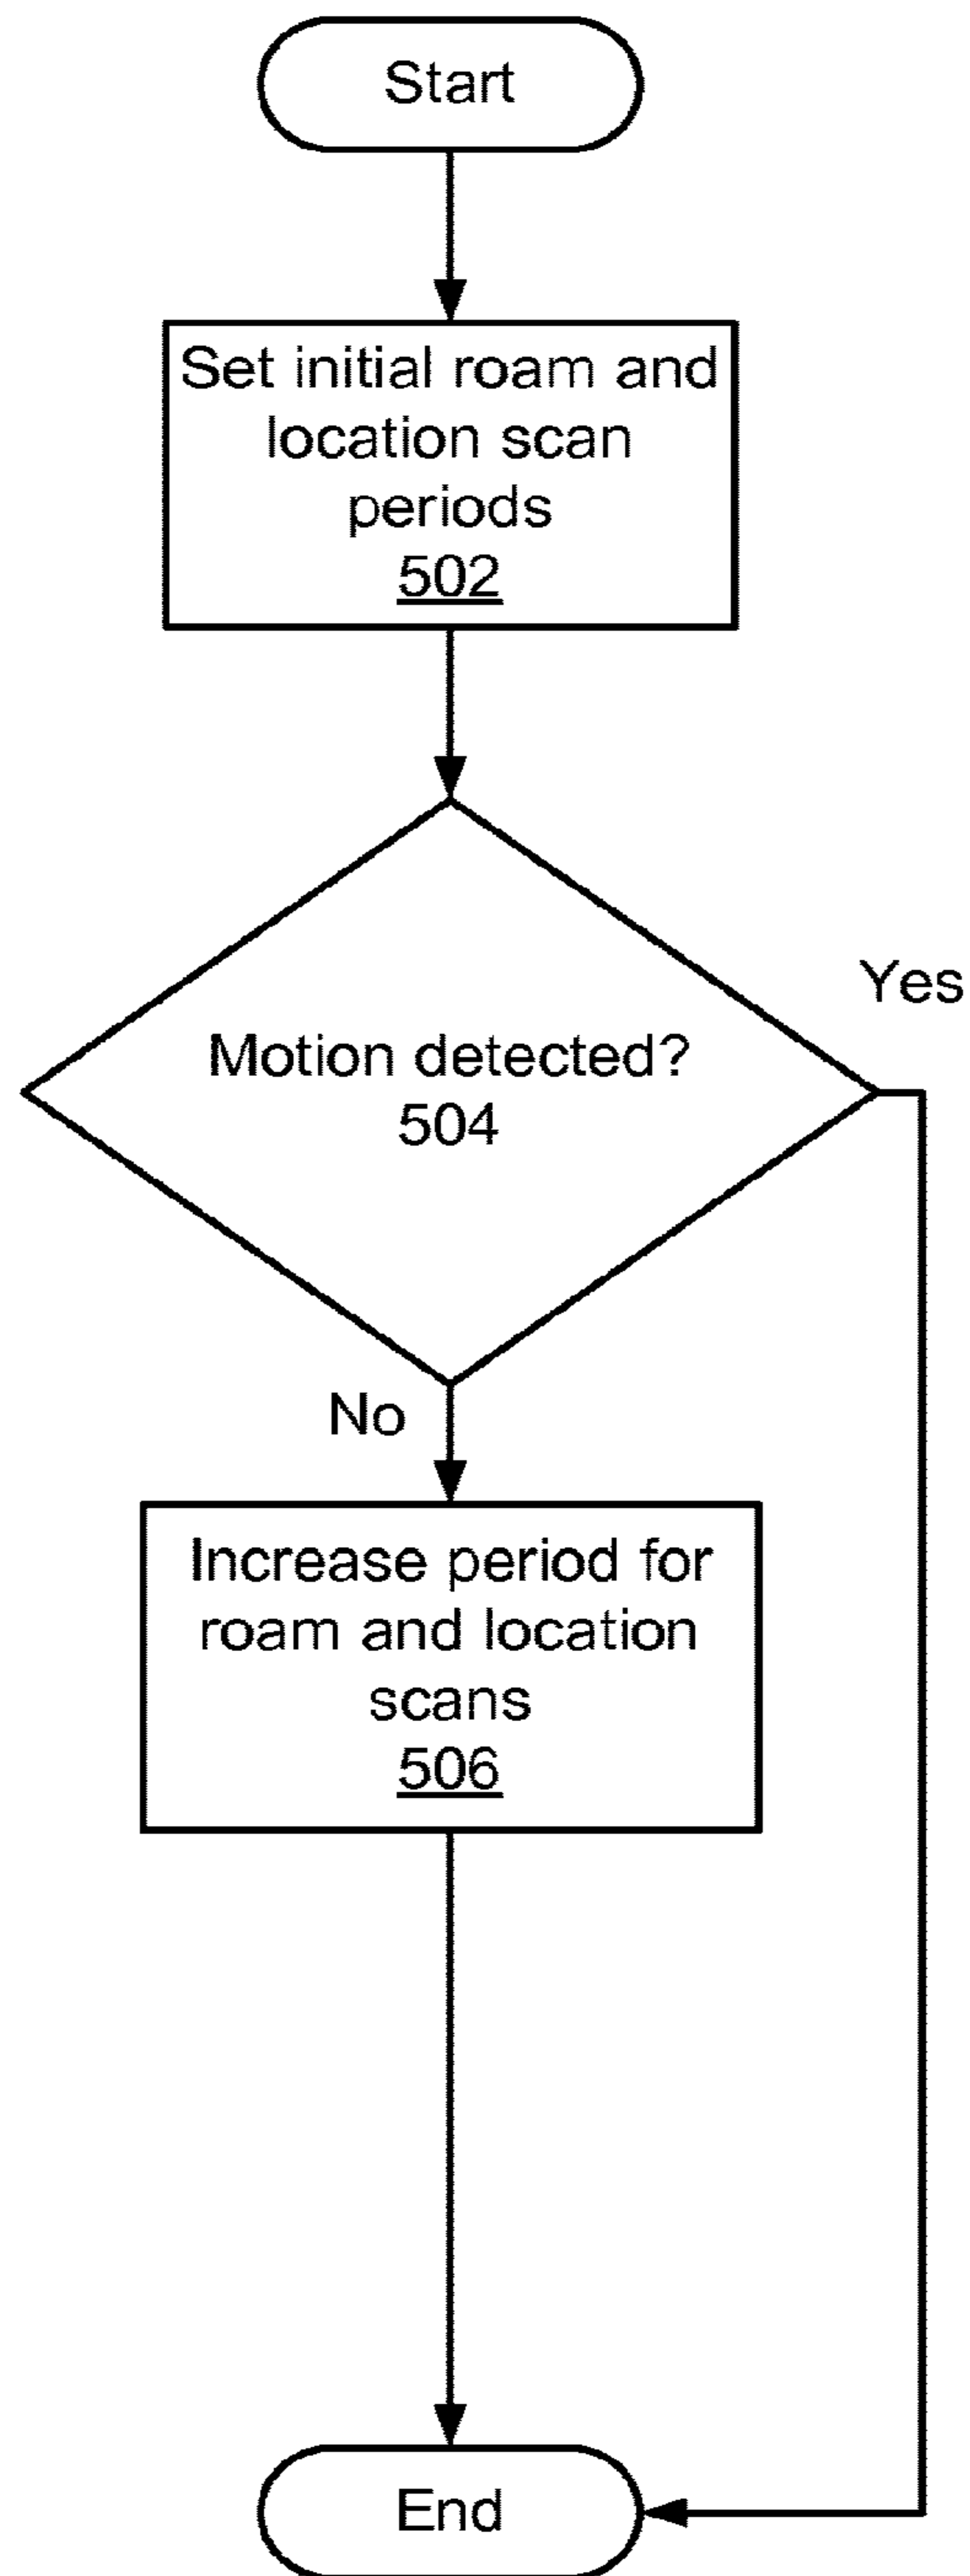 Start
Set initial roam and
location scan
periods
502
Yes
Motion detected?
504
No
Increase period for
roam and location
scans
506
End